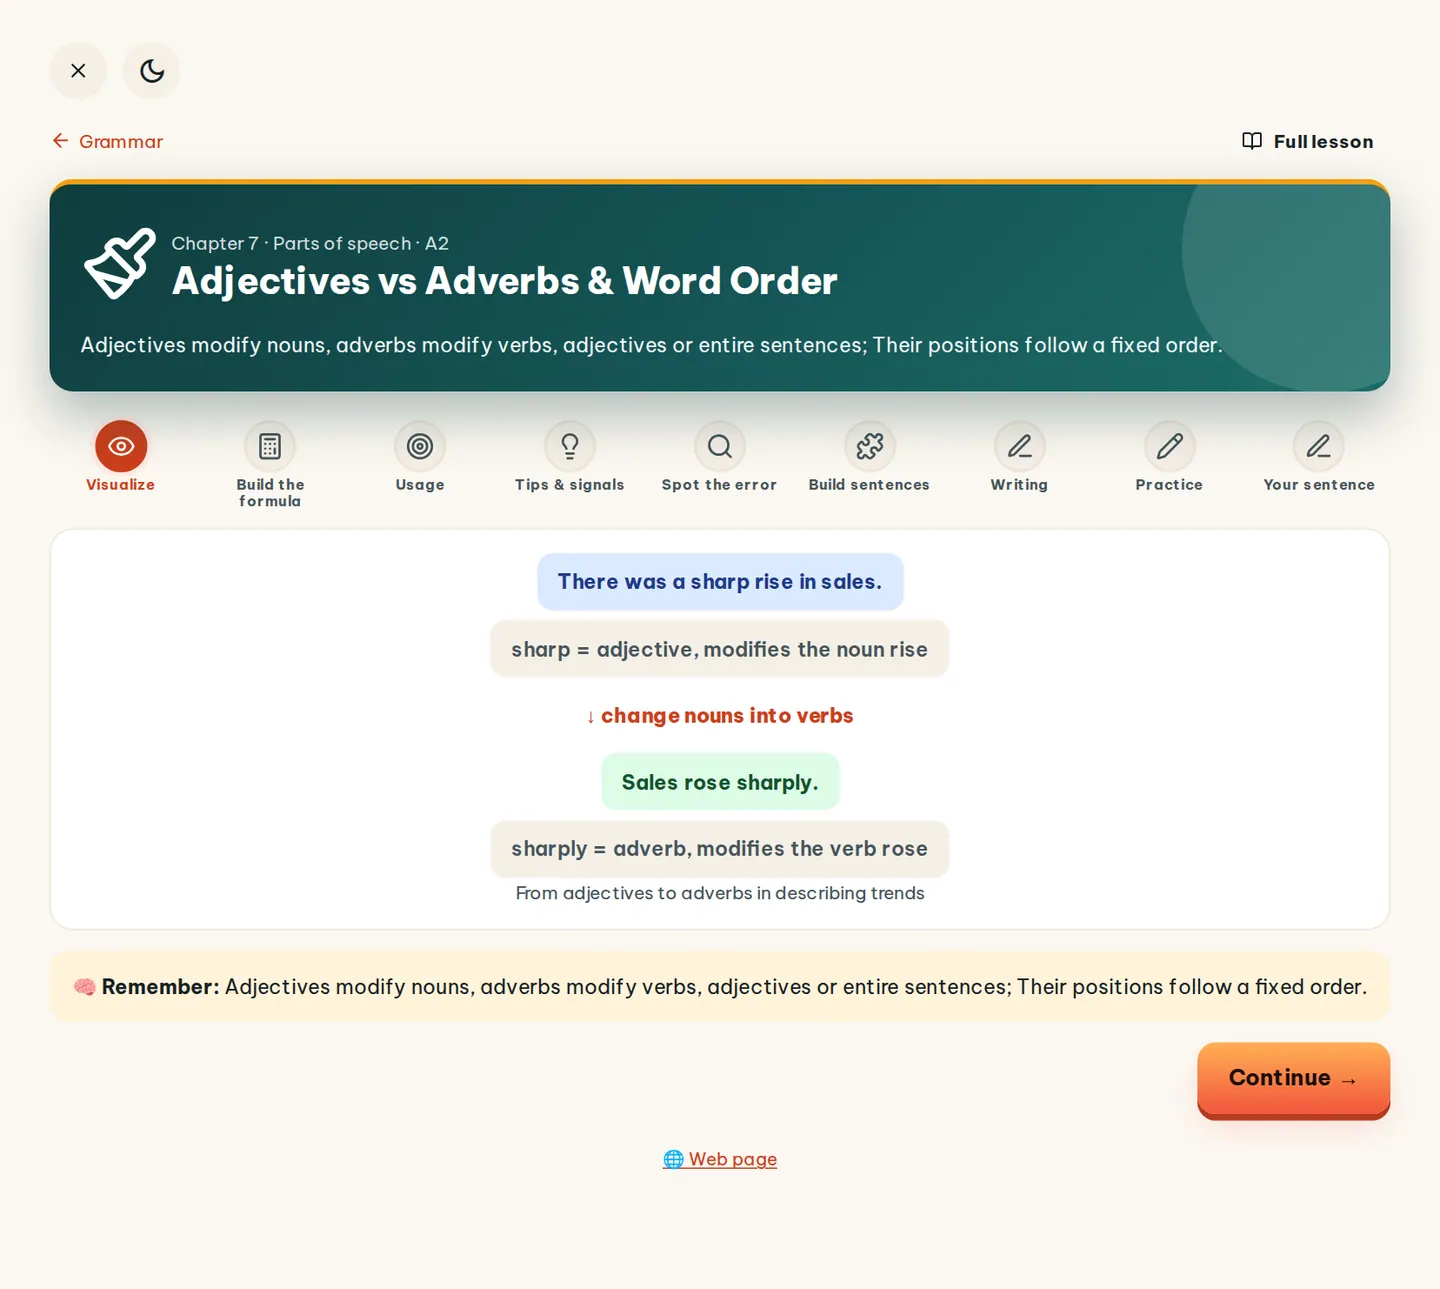 Grammar
Full lesson
Chapter 7 · Parts of speech · A2
Adjectives vs Adverbs & Word Order
Adjectives modify nouns, adverbs modify verbs, adjectives or entire sentences; Their positions follow a fixed order.
Visualize
Build the
formula
Usage
Tips & signals
Spot the error
Build sentences
Writing
Practice
Your sentence
There was a sharp rise in sales.
sharp = adjective, modifies the noun rise
↓ change nouns into verbs
Sales rose sharply.
sharply = adverb, modifies the verb rose
From adjectives to adverbs in describing trends
🧠 Remember: Adjectives modify nouns, adverbs modify verbs, adjectives or entire sentences; Their positions follow a fixed order.
Continue →
🌐 Web page